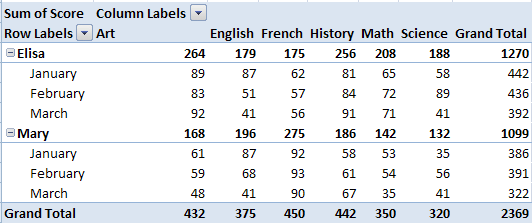 Sum of Score Column Labels
Row Labels Art English French History Math Science Grand Total
Elisa 264 179 175 256 208 188 1270
January 89 87 62 81 65 58 442
February 83 51 57 84 72 89 436
March 92 41 56 91 71 41 392
Mary 168 196 275 186 142 132 1099
January 61 87 92 58 53 35 386
February 59 68 93 61 54 56 391
March 48 41 90 67 35 41 322
Grand Total 432 375 450 442 350 320 2369